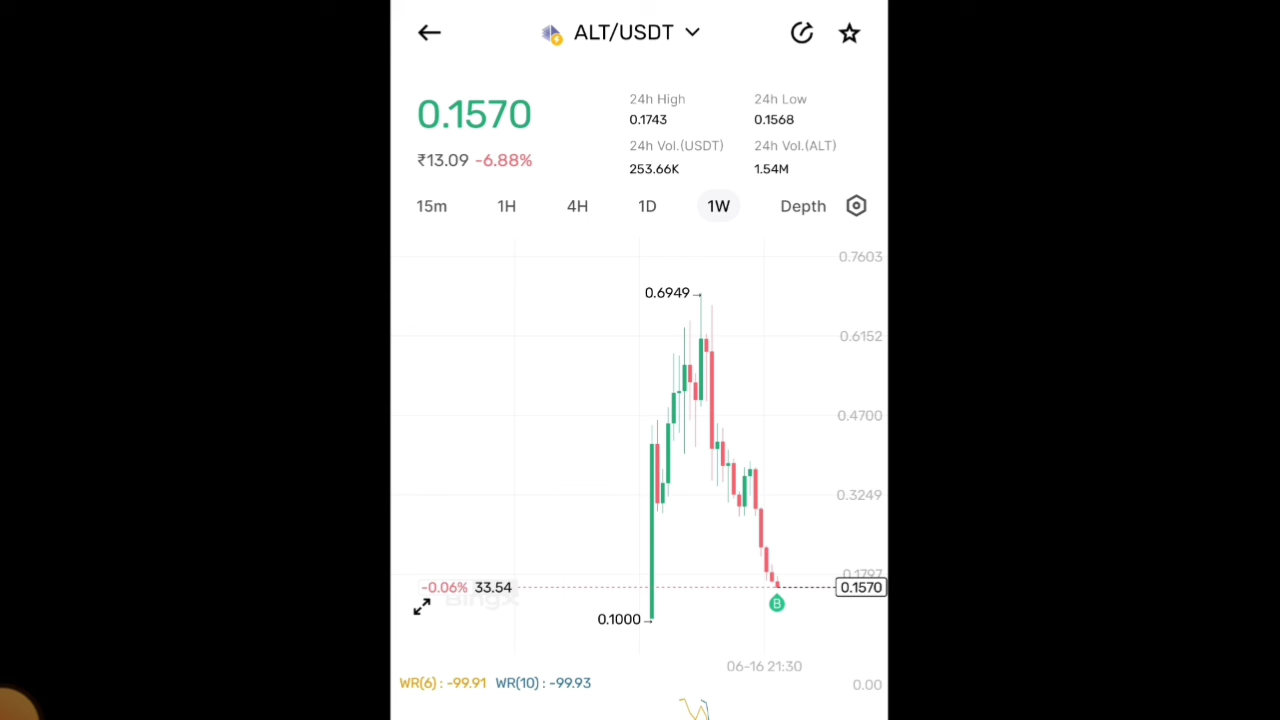 ALT/USDT
0.1570
24h High
24h Low
0.1743
0.1568
₹13.09 -6.88%
24h Vol.(USDT)
24h Vol.(ALT)
253.66K
1.54M
15m 1H 4H 1D 1W Depth
0.7603
0.6949
0.6152
0.4700
0.3249
0.1797
-0.06% 33.54
0.1570
BingX
B
0.1000
06-16 21:30
WR(6) : -99.91 WR(10) : -99.93
0.00